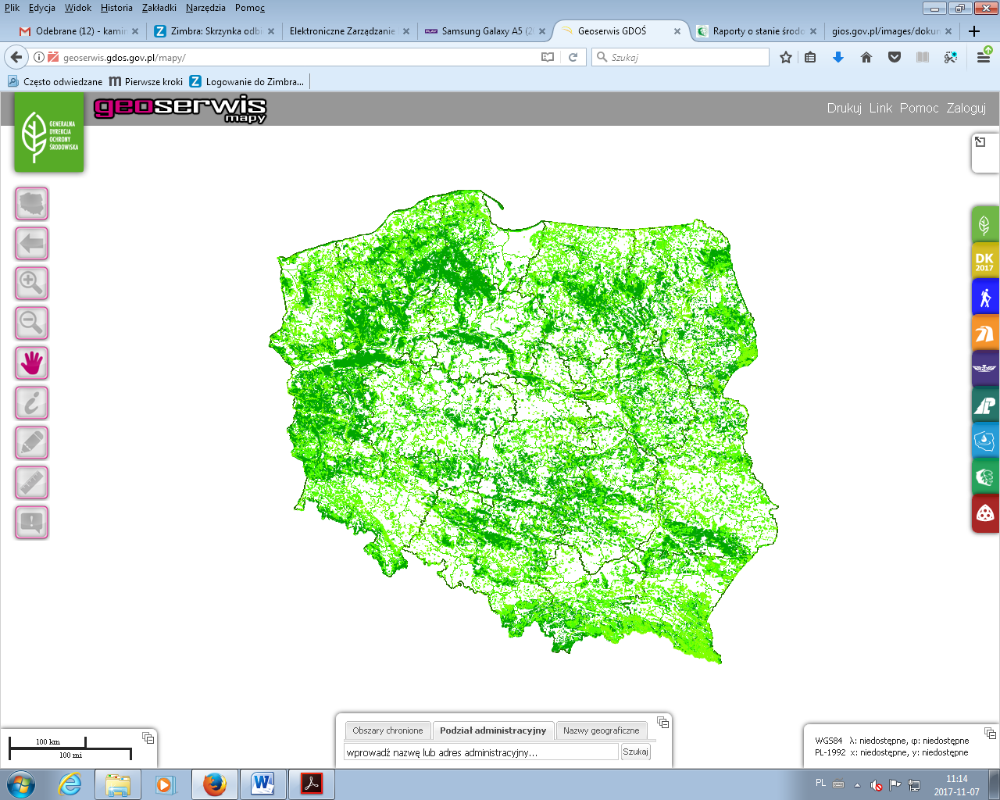 Plik Edycja Widok Historia Zakładki Narzędzia Pomoc
Odebrane (12) - kamin
Zimbra: Skrzynka odbi
Elektroniczne Zarządzanie
PLAY Samsung Galaxy A5 (20
Geoserwis GDOŚ
Raporty o stanie środo
gios.gov.pl/images/dokun
geoserwis.gdos.gov.pl/mapy/
Szukaj
Często odwiedzane
Pierwsze kroki
Logowanie do Zimbra...
GENERALNA
DYREKCJA
OCHRONY
ŚRODOWISKA
geoserwis
mapy
Drukuj Link Pomoc Zaloguj
DK
2017
100 km
100 mi
Obszary chronione
Podział administracyjny
Nazwy geograficzne
wprowadź nazwę lub adres administracyjny...
Szukaj
WGS84 λ: niedostępne, φ: niedostępne
PL-1992 x: niedostępne, y: niedostępne
PL
11:14
2017-11-07